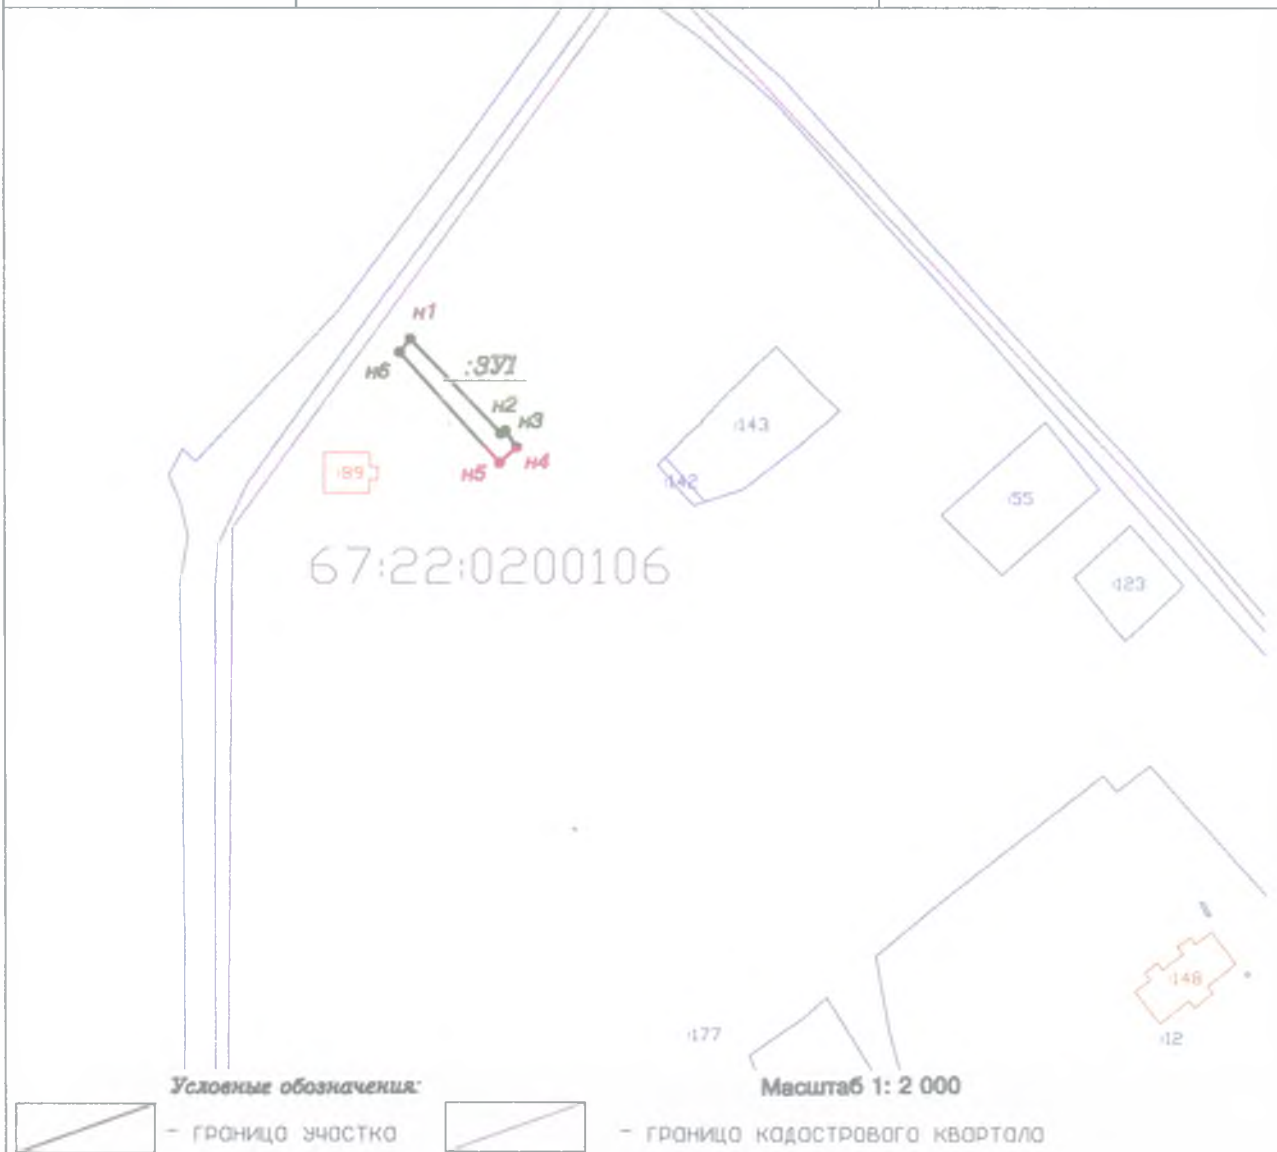 н1
н6
:ЗУ1
н2
н3
н4
н5
:89
:143
:142
:55
:123
67:22:0200106
:148
:177
:12
Условные обозначения:
Масштаб 1: 2 000
- граница участка
- граница кадастрового квартала